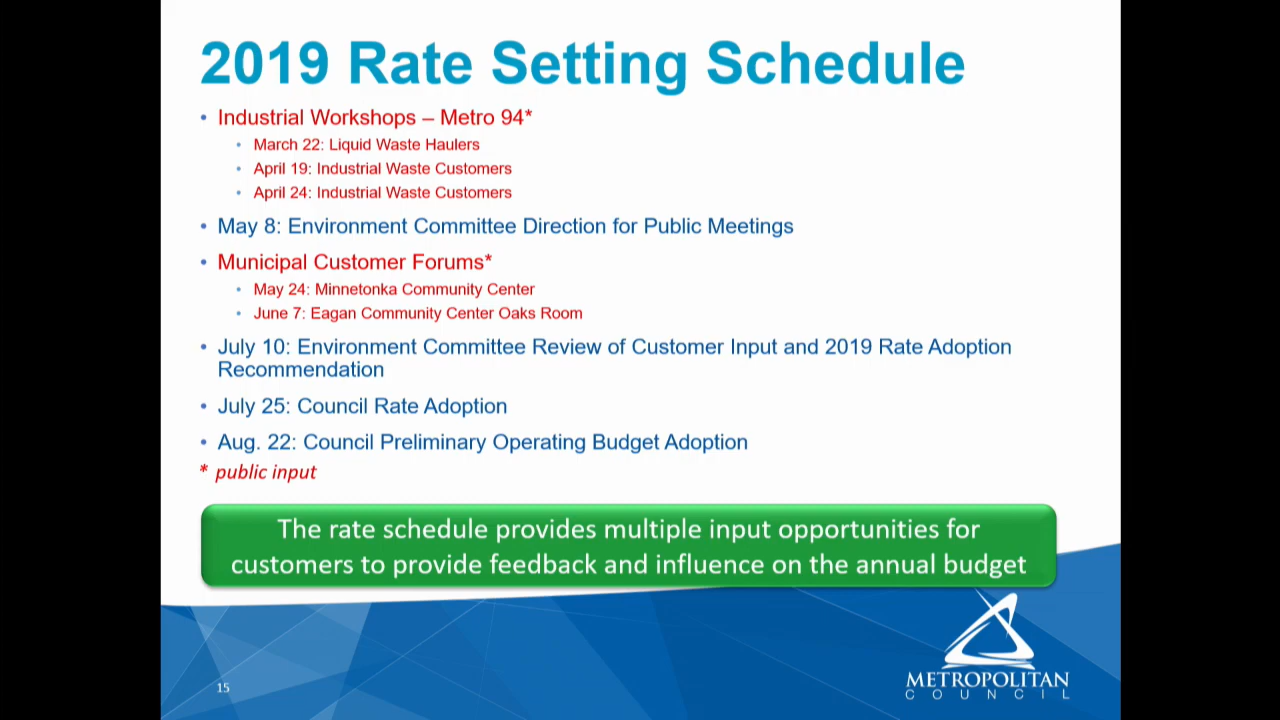 2019 Rate Setting Schedule
• Industrial Workshops – Metro 94*
• March 22: Liquid Waste Haulers
• April 19: Industrial Waste Customers
• April 24: Industrial Waste Customers
• May 8: Environment Committee Direction for Public Meetings
• Municipal Customer Forums*
• May 24: Minnetonka Community Center
• June 7: Eagan Community Center Oaks Room
• July 10: Environment Committee Review of Customer Input and 2019 Rate Adoption
Recommendation
• July 25: Council Rate Adoption
• Aug. 22: Council Preliminary Operating Budget Adoption
* public input
The rate schedule provides multiple input opportunities for
customers to provide feedback and influence on the annual budget
15
METROPOLITAN
COUNCIL